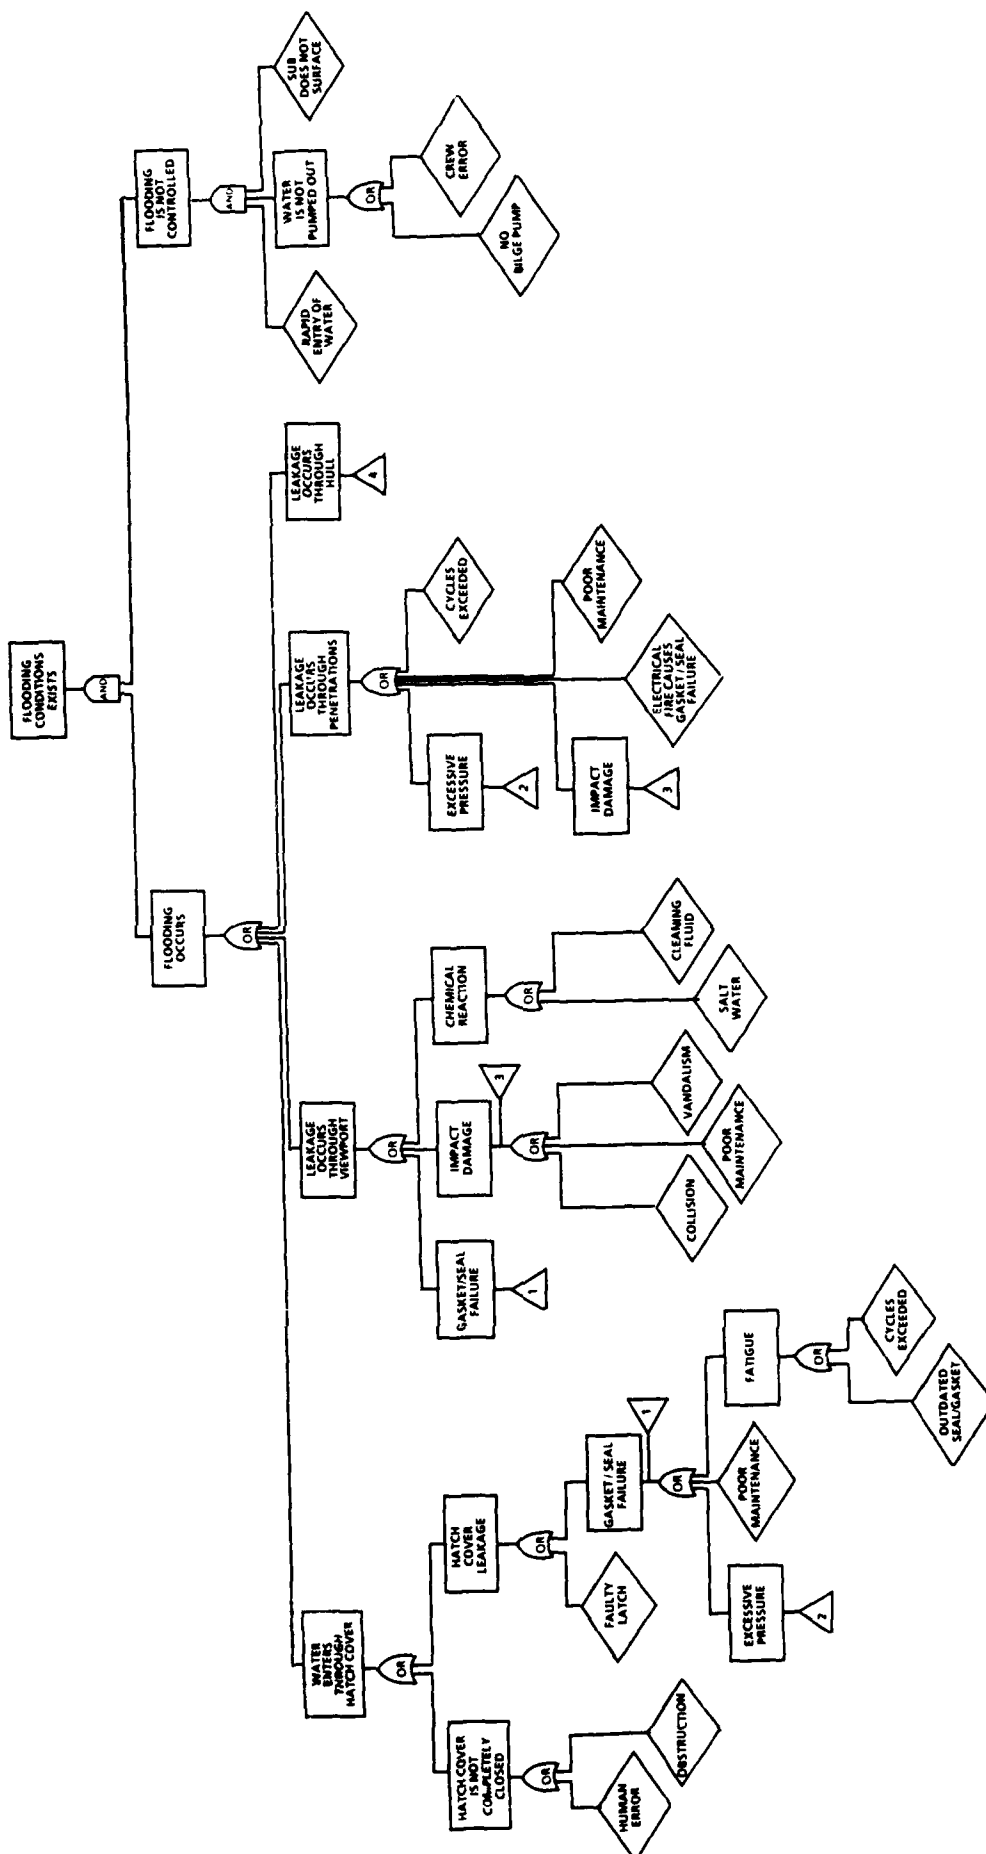 FLOODING
CONDITIONS
EXISTS
AND
FLOODING
OCCURS
OR
FLOODING
IS NOT
CONTROLLED
AND
WATER
ENTERS
THROUGH
HATCH COVER
OR
LEAKAGE
OCCURS
THROUGH
VIEWPORT
OR
LEAKAGE
OCCURS
THROUGH
PENETRATIONS
OR
LEAKAGE
OCCURS
THROUGH
HULL
4
RAPID
ENTRY OF
WATER
WATER
IS NOT
PUMPED OUT
OR
SUB
DOES NOT
SURFACE
HATCH COVER
IS NOT
COMPLETELY
CLOSED
OR
HATCH
COVER
LEAKAGE
OR
GASKET/SEAL
FAILURE
1
IMPACT
DAMAGE
3
OR
CHEMICAL
REACTION
OR
EXCESSIVE
PRESSURE
2
CYCLES
EXCEEDED
NO
BILGE PUMP
CREW
ERROR
HUMAN
ERROR
OBSTRUCTION
FAULTY
LATCH
GASKET / SEAL
FAILURE
1
OR
COLLISION
POOR
MAINTENANCE
VANDALISM
SALT
WATER
CLEANING
FLUID
IMPACT
DAMAGE
3
ELECTRICAL
FIRE CAUSES
GASKET / SEAL
FAILURE
POOR
MAINTENANCE
EXCESSIVE
PRESSURE
2
POOR
MAINTENANCE
FATIGUE
OR
OUTDATED
SEAL/GASKET
CYCLES
EXCEEDED